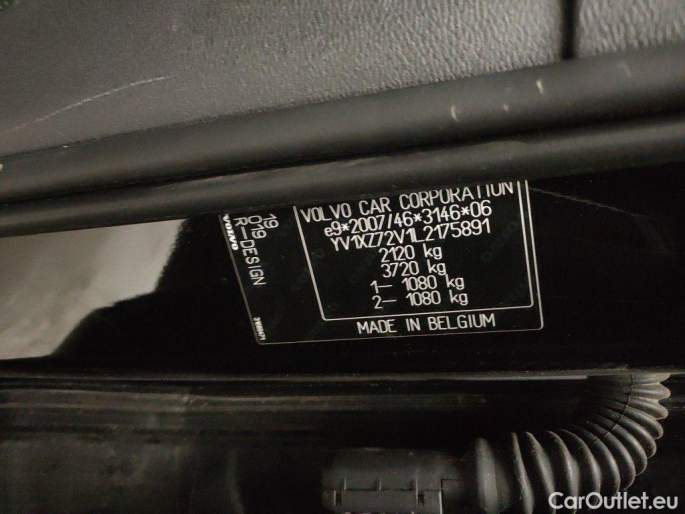 VOLVO CAR CORPORATION
e9*2007/46*3146*06
YV1XZ72V1L2175891
2120 kg
3720 kg
1- 1080 kg
2- 1080 kg
MADE IN BELGIUM
19
019
R-DESIGN
VOLVO
CarOutlet.eu